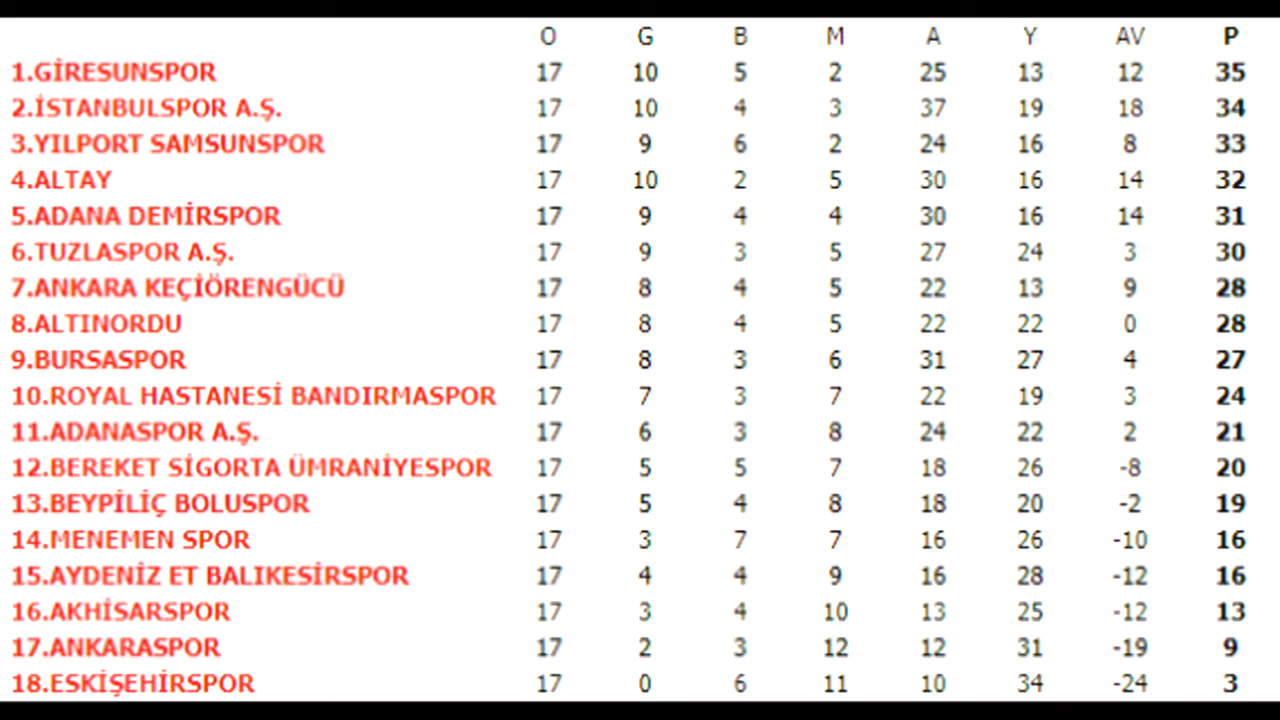 O G B M A Y AV P
1.GİRESUNSPOR 17 10 5 2 25 13 12 35
2.İSTANBULSPOR A.Ş. 17 10 4 3 37 19 18 34
3.YILPORT SAMSUNSPOR 17 9 6 2 24 16 8 33
4.ALTAY 17 10 2 5 30 16 14 32
5.ADANA DEMİRSPOR 17 9 4 4 30 16 14 31
6.TUZLASPOR A.Ş. 17 9 3 5 27 24 3 30
7.ANKARA KEÇİÖRENGÜCÜ 17 8 4 5 22 13 9 28
8.ALTINORDU 17 8 4 5 22 22 0 28
9.BURSASPOR 17 8 3 6 31 27 4 27
10.ROYAL HASTANESİ BANDIRMASPOR 17 7 3 7 22 19 3 24
11.ADANASPOR A.Ş. 17 6 3 8 24 22 2 21
12.BEREKET SİGORTA ÜMRANİYESPOR 17 5 5 7 18 26 -8 20
13.BEYPİLİÇ BOLUSPOR 17 5 4 8 18 20 -2 19
14.MENEMEN SPOR 17 3 7 7 16 26 -10 16
15.AYDENİZ ET BALIKESİRSPOR 17 4 4 9 16 28 -12 16
16.AKHİSARSPOR 17 3 4 10 13 25 -12 13
17.ANKARASPOR 17 2 3 12 12 31 -19 9
18.ESKİŞEHİRSPOR 17 0 6 11 10 34 -24 3